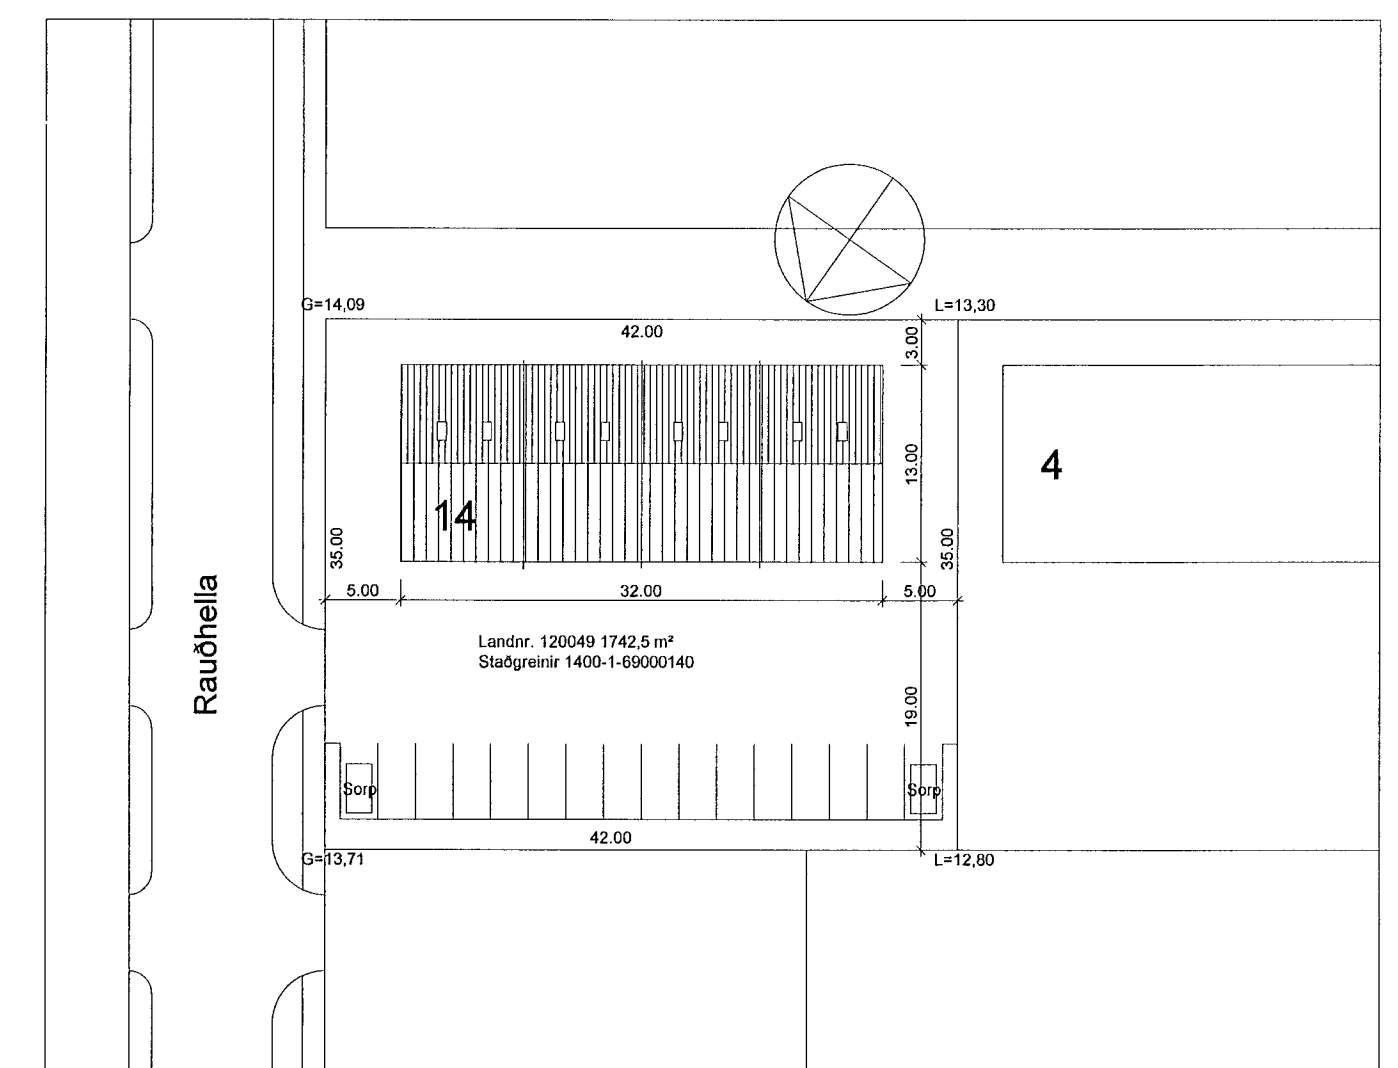 G=14,09
L=13,30
42.00
3.00
13.00
4
14
35.00
35.00
5.00
32.00
5.00
Rauðhella
Landnr. 120049 1742,5 m²
Staðgreinir 1400-1-69000140
19.00
Sorp
Sorp
42.00
G=13,71
L=12,80